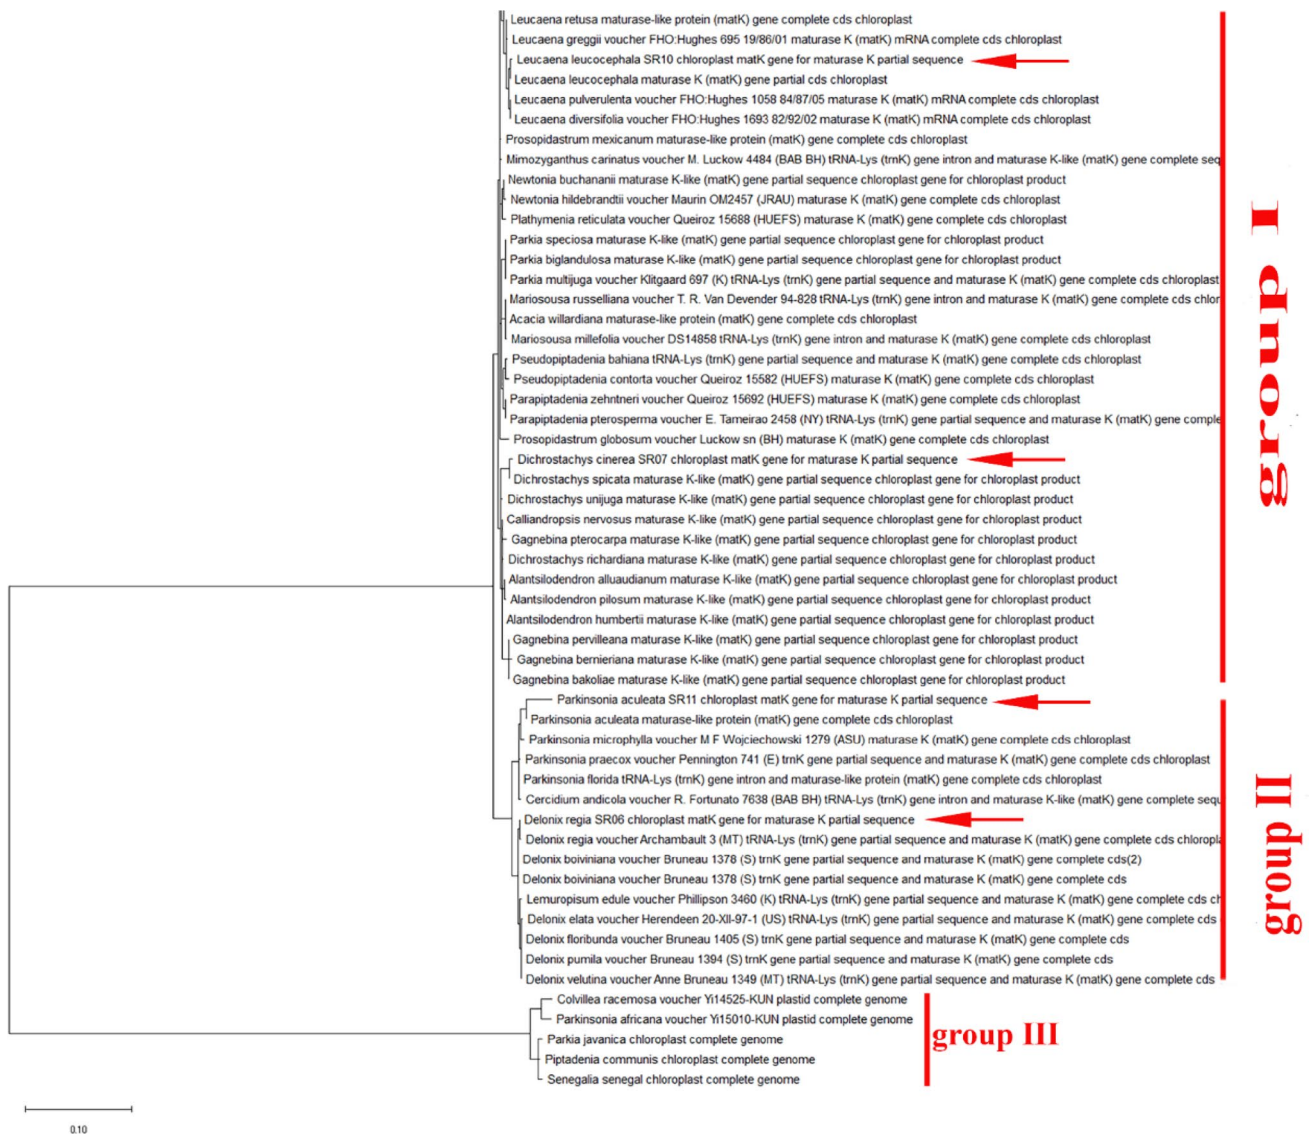 Leucaena retusa maturase-like protein (matK) gene complete cds chloroplast
Leucaena greggii voucher FHO:Hughes 695 19/86/01 maturase K (matK) mRNA complete cds chloroplast
Leucaena leucocephala SR10 chloroplast matK gene for maturase K partial sequence
Leucaena leucocephala maturase K (matK) gene partial cds chloroplast
Leucaena pulverulenta voucher FHO:Hughes 1058 84/87/05 maturase K (matK) mRNA complete cds chloroplast
Leucaena diversifolia voucher FHO:Hughes 1693 82/92/02 maturase K (matK) mRNA complete cds chloroplast
Prosopidastrum mexicanum maturase-like protein (matK) gene complete cds chloroplast
Mimozyganthus carinatus voucher M. Luckow 4484 (BAB BH) tRNA-Lys (trnK) gene intron and maturase K-like (matK) gene complete seq
Newtonia buchananii maturase K-like (matK) gene partial sequence chloroplast gene for chloroplast product
Newtonia hildebrandtii voucher Maurin OM2457 (JRAU) maturase K (matK) gene complete cds chloroplast
Plathymenia reticulata voucher Queiroz 15688 (HUEFS) maturase K (matK) gene complete cds chloroplast
Parkia speciosa maturase K-like (matK) gene partial sequence chloroplast gene for chloroplast product
Parkia biglandulosa maturase K-like (matK) gene partial sequence chloroplast gene for chloroplast product
Parkia multijuga voucher Klitgaard 697 (K) tRNA-Lys (trnK) gene partial sequence and maturase K (matK) gene complete cds chloroplast
Mariosousa russelliana voucher T. R. Van Devender 94-828 tRNA-Lys (trnK) gene intron and maturase K (matK) gene complete cds chlor
Acacia willardiana maturase-like protein (matK) gene complete cds chloroplast
Mariosousa millefolia voucher DS14858 tRNA-Lys (trnK) gene intron and maturase K (matK) gene complete cds chloroplast
Pseudopiptadenia bahiana tRNA-Lys (trnK) gene partial sequence and maturase K (matK) gene complete cds chloroplast
Pseudopiptadenia contorta voucher Queiroz 15582 (HUEFS) maturase K (matK) gene complete cds chloroplast
Parapiptadenia zehntneri voucher Queiroz 15692 (HUEFS) maturase K (matK) gene complete cds chloroplast
Parapiptadenia pterosperma voucher E. Tameirao 2458 (NY) tRNA-Lys (trnK) gene partial sequence and maturase K (matK) gene comple
Prosopidastrum globosum voucher Luckow sn (BH) maturase K (matK) gene complete cds chloroplast
Dichrostachys cinerea SR07 chloroplast matK gene for maturase K partial sequence
Dichrostachys spicata maturase K-like (matK) gene partial sequence chloroplast gene for chloroplast product
Dichrostachys unijuga maturase K-like (matK) gene partial sequence chloroplast gene for chloroplast product
Calliandropsis nervosus maturase K-like (matK) gene partial sequence chloroplast gene for chloroplast product
Gagnebina pterocarpa maturase K-like (matK) gene partial sequence chloroplast gene for chloroplast product
Dichrostachys richardiana maturase K-like (matK) gene partial sequence chloroplast gene for chloroplast product
Alantsilodendron alluaudianum maturase K-like (matK) gene partial sequence chloroplast gene for chloroplast product
Alantsilodendron pilosum maturase K-like (matK) gene partial sequence chloroplast gene for chloroplast product
Alantsilodendron humbertii maturase K-like (matK) gene partial sequence chloroplast gene for chloroplast product
Gagnebina pervilleana maturase K-like (matK) gene partial sequence chloroplast gene for chloroplast product
Gagnebina bernieriana maturase K-like (matK) gene partial sequence chloroplast gene for chloroplast product
Gagnebina bakoliae maturase K-like (matK) gene partial sequence chloroplast gene for chloroplast product
group I
Parkinsonia aculeata SR11 chloroplast matK gene for maturase K partial sequence
Parkinsonia aculeata maturase-like protein (matK) gene complete cds chloroplast
Parkinsonia microphylla voucher M F Wojciechowski 1279 (ASU) maturase K (matK) gene complete cds chloroplast
Parkinsonia praecox voucher Pennington 741 (E) trnK gene partial sequence and maturase K (matK) gene complete cds chloroplast
Parkinsonia florida tRNA-Lys (trnK) gene intron and maturase-like protein (matK) gene complete cds chloroplast
Cercidium andicola voucher R. Fortunato 7638 (BAB BH) tRNA-Lys (trnK) gene intron and maturase K-like (matK) gene complete sequ
Delonix regia SR06 chloroplast matK gene for maturase K partial sequence
Delonix regia voucher Archambault 3 (MT) tRNA-Lys (trnK) gene partial sequence and maturase K (matK) gene complete cds chloropla
Delonix boiviniana voucher Bruneau 1378 (S) trnK gene partial sequence and maturase K (matK) gene complete cds(2)
Delonix boiviniana voucher Bruneau 1378 (S) trnK gene partial sequence and maturase K (matK) gene complete cds
Lemuropisum edule voucher Phillipson 3460 (K) tRNA-Lys (trnK) gene partial sequence and maturase K (matK) gene complete cds ch
Delonix elata voucher Herendeen 20-XII-97-1 (US) tRNA-Lys (trnK) gene partial sequence and maturase K (matK) gene complete cds
Delonix floribunda voucher Bruneau 1405 (S) trnK gene partial sequence and maturase K (matK) gene complete cds
Delonix pumila voucher Bruneau 1394 (S) trnK gene partial sequence and maturase K (matK) gene complete cds
Delonix velutina voucher Anne Bruneau 1349 (MT) tRNA-Lys (trnK) gene partial sequence and maturase K (matK) gene complete cds
group II
Colvillea racemosa voucher Yi14525-KUN plastid complete genome
Parkinsonia africana voucher Yi15010-KUN plastid complete genome
Parkia javanica chloroplast complete genome
Piptadenia communis chloroplast complete genome
Senegalia senegal chloroplast complete genome
group III
0.10